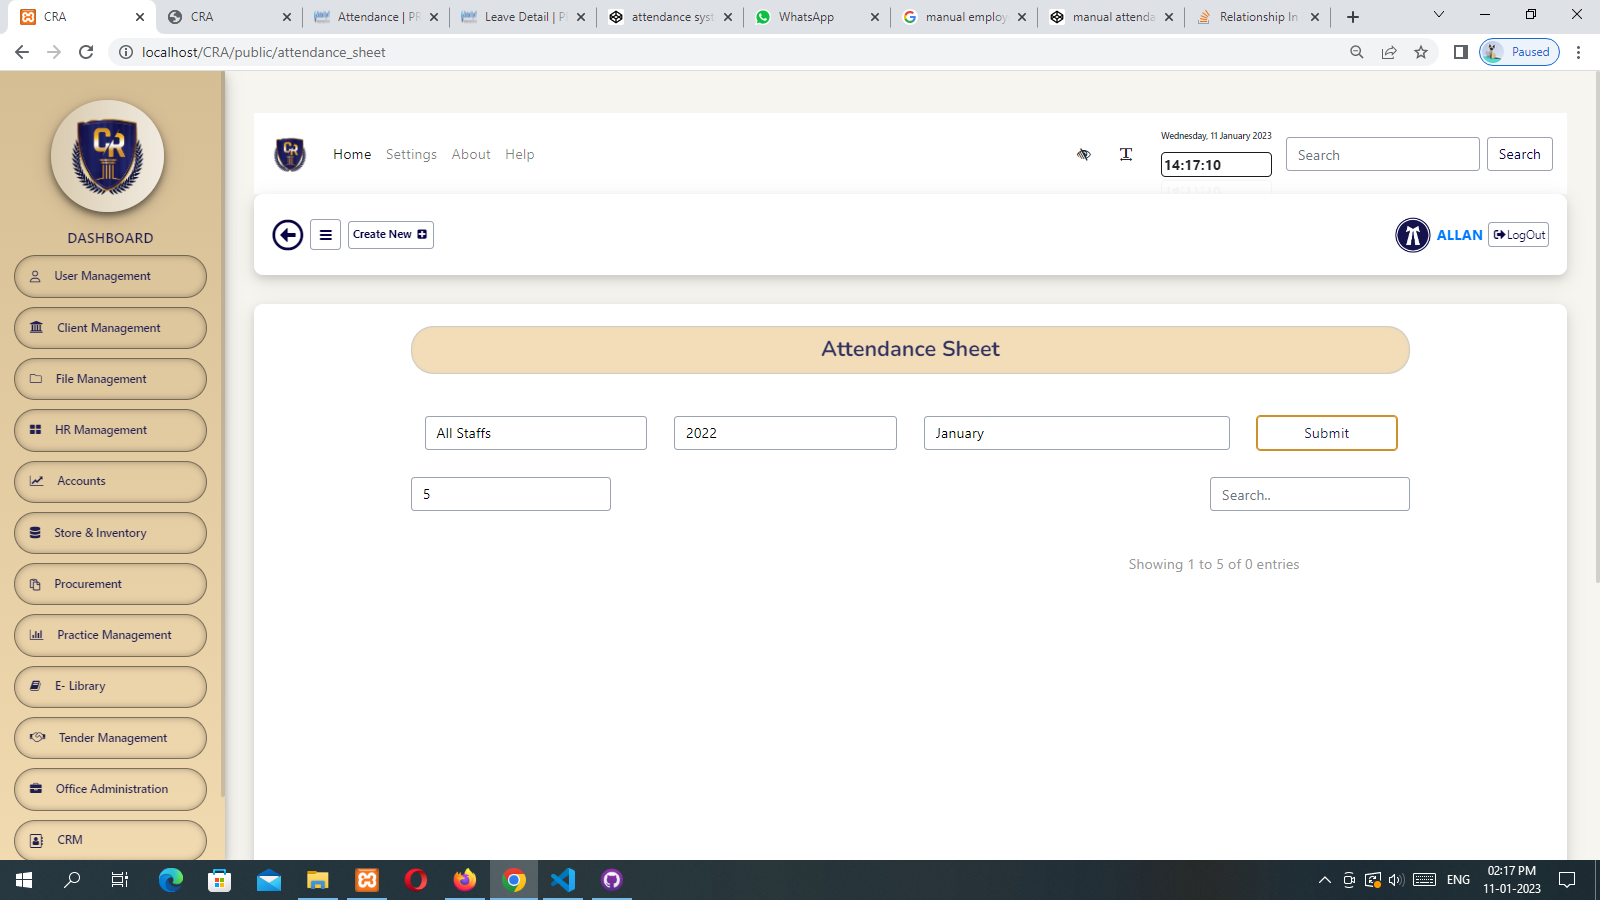 CRA
CRA
Attendance | PR
Leave Detail | P
attendance syst
WhatsApp
manual employ
manual attenda
Relationship In
localhost/CRA/public/attendance_sheet
Paused
CR
DASHBOARD
User Management
Client Management
File Management
HR Mamagement
Accounts
Store & Inventory
Procurement
Practice Management
E- Library
Tender Management
Office Administration
CRM
Home Settings About Help
Wednesday, 11 January 2023
14:17:10
Search
Search
Create New
ALLAN
LogOut
Attendance Sheet
All Staffs
2022
January
Submit
5
Search..
Showing 1 to 5 of 0 entries
ENG
02:17 PM
11-01-2023